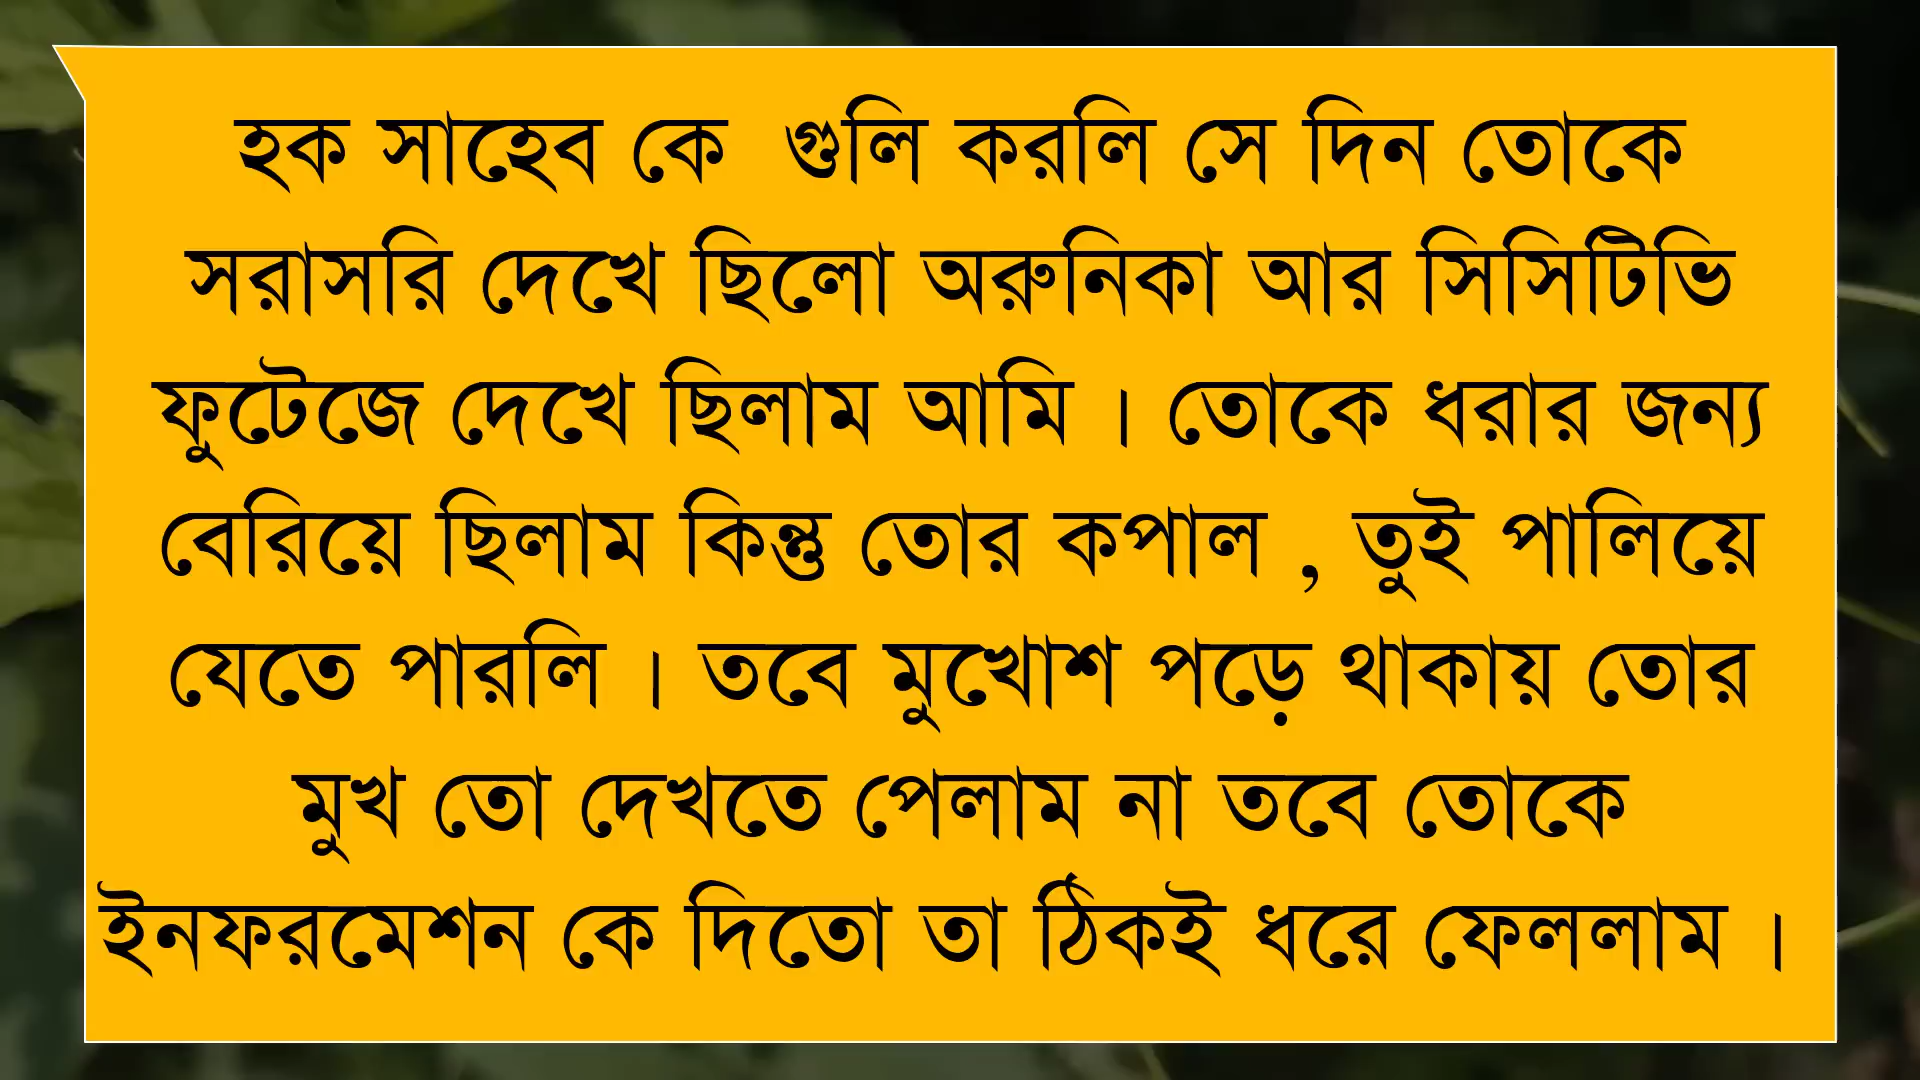 হক সাহেব কে গুলি করলি সে দিন তোকে
সরাসরি দেখে ছিলো অরুনিকা আর সিসিটিভি
ফুটেজে দেখে ছিলাম আমি । তোকে ধরার জন্য
বেরিয়ে ছিলাম কিন্তু তোর কপাল , তুই পালিয়ে
যেতে পারলি । তবে মুখোশ পড়ে থাকায় তোর
মুখ তো দেখতে পেলাম না তবে তোকে
ইনফরমেশন কে দিতো তা ঠিকই ধরে ফেললাম ।